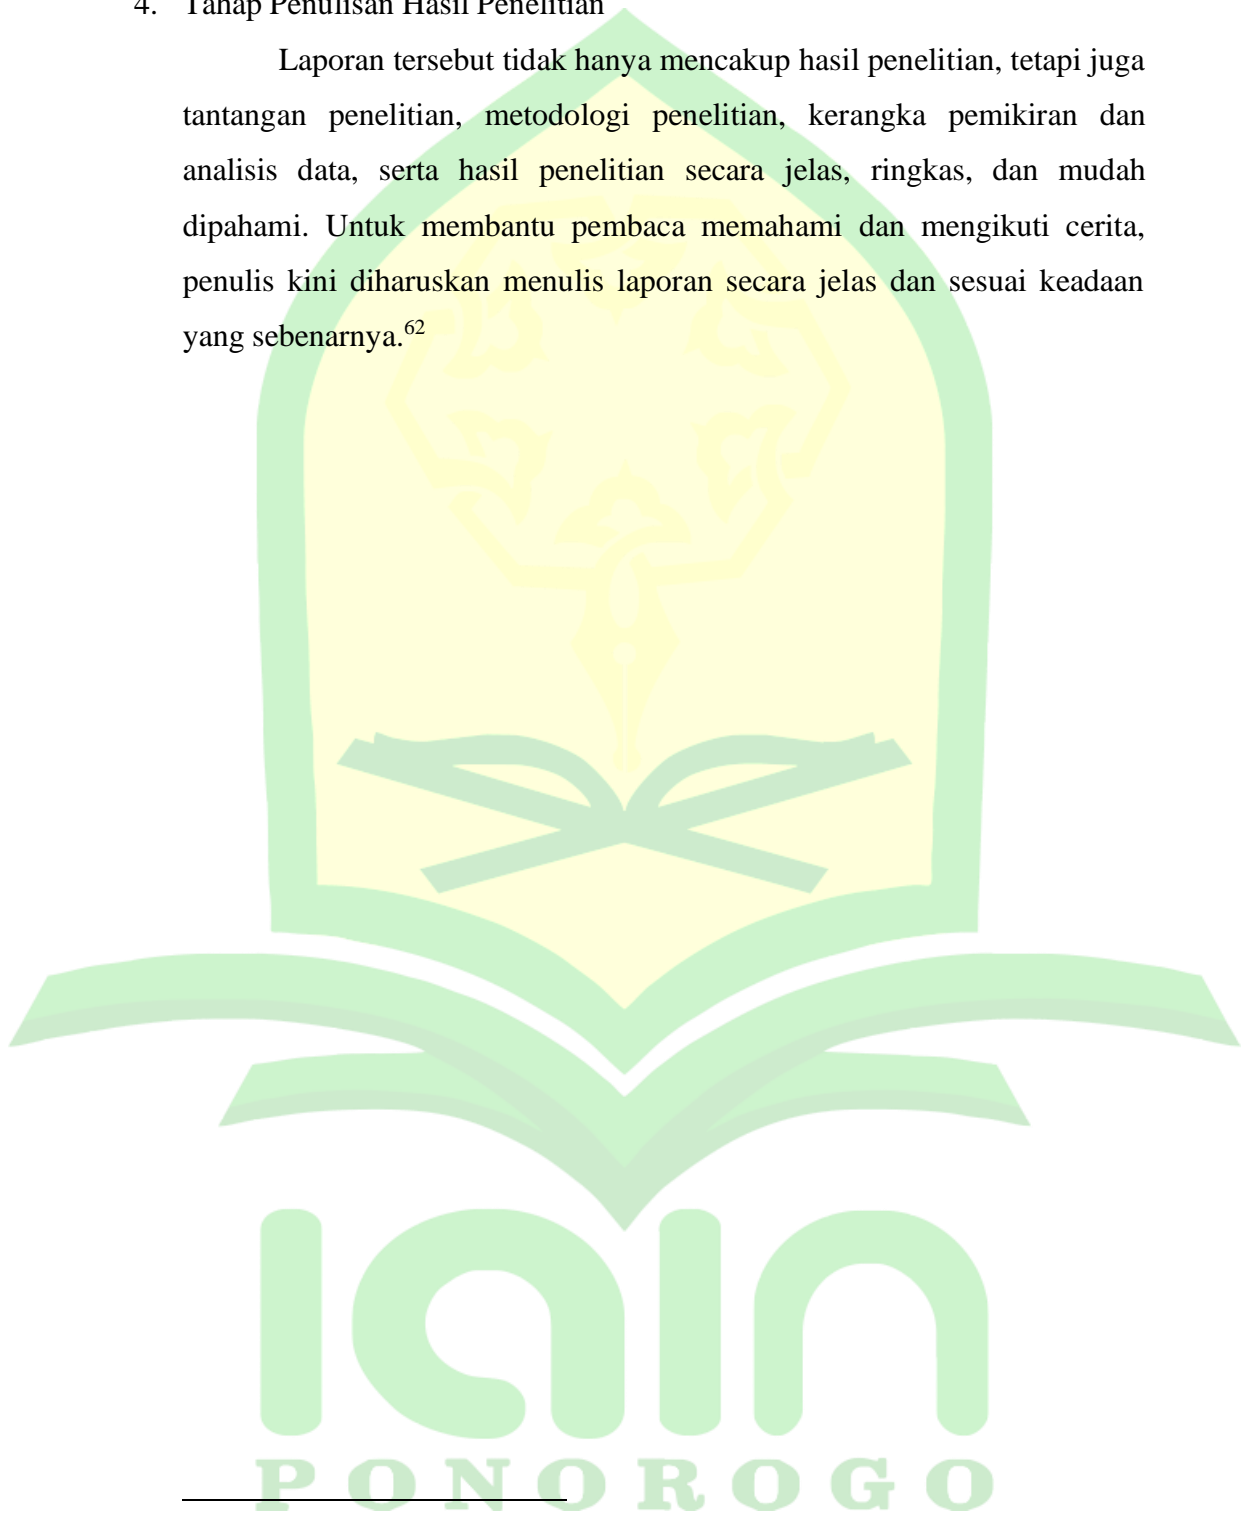 4. Tahap Penulisan Hasil Penelitian
Laporan tersebut tidak hanya mencakup hasil penelitian, tetapi juga
tantangan penelitian, metodologi penelitian, kerangka pemikiran dan
analisis data, serta hasil penelitian secara jelas, ringkas, dan mudah
dipahami. Untuk membantu pembaca memahami dan mengikuti cerita,
penulis kini diharuskan menulis laporan secara jelas dan sesuai keadaan
yang sebenarnya.62
iain
PONOROGO